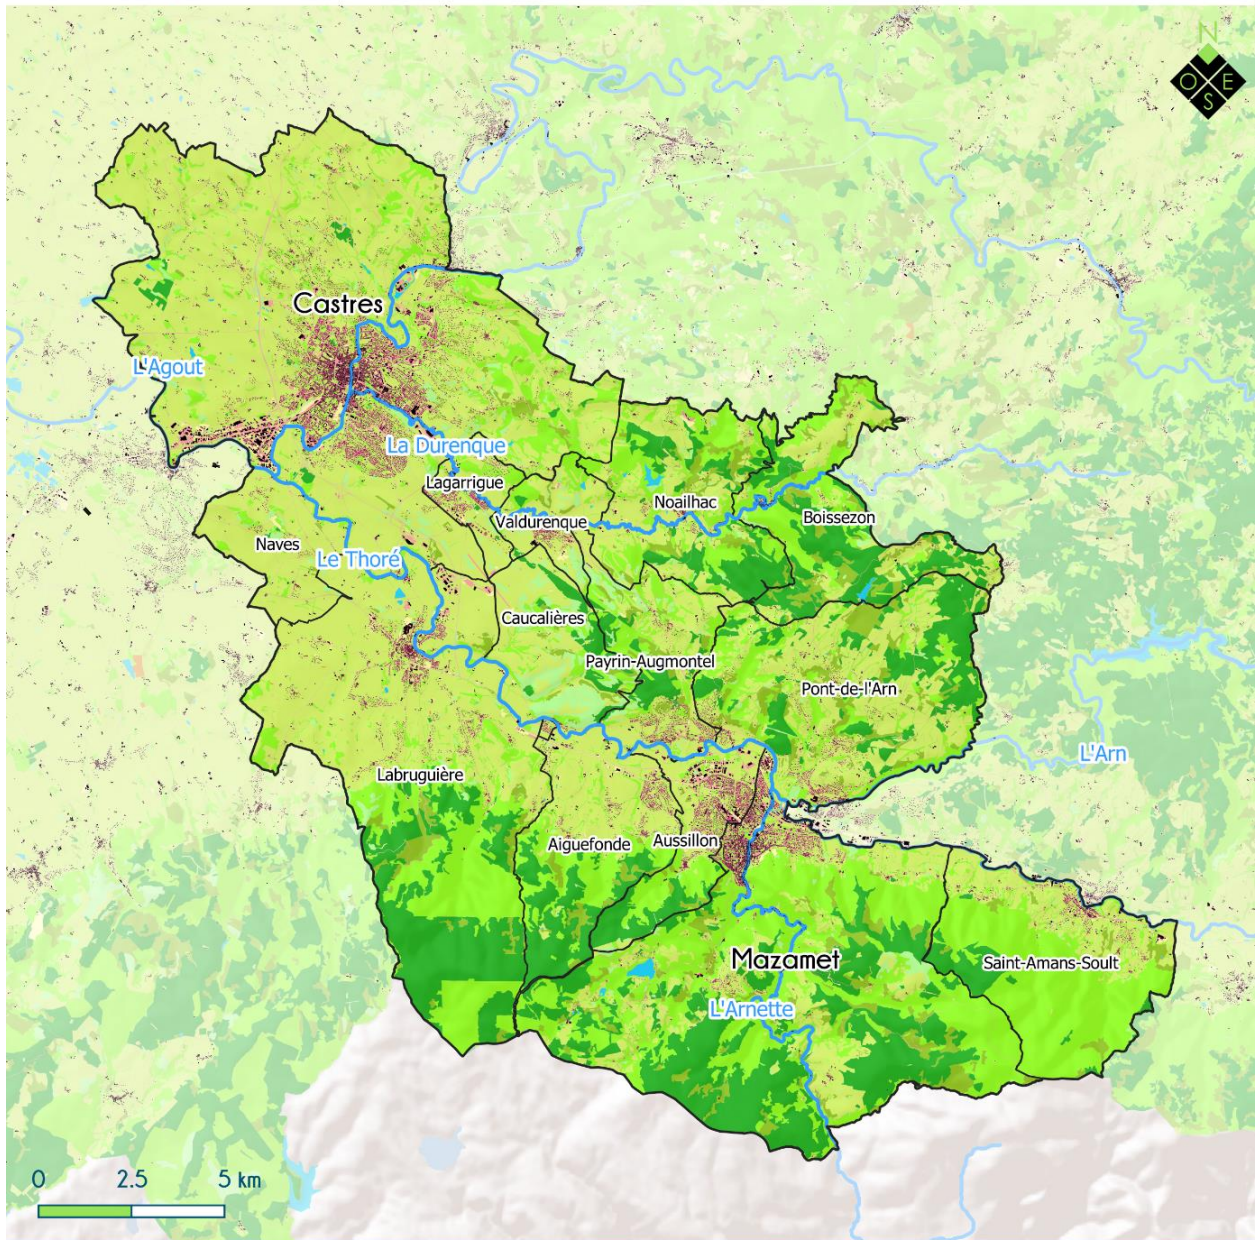 N
O E
S
Castres
L'Agout
La Durenque
Lagarrigue
Noailhac
Valdurenque
Boissezon
Naves
Le Thoré
Caucalières
Payrin-Augmontel
Pont-de-l'Arn
L'Arn
Labruguière
Aiguefonde
Aussillon
Mazamet
Saint-Amans-Soult
L'Arnette
0 2.5 5 km